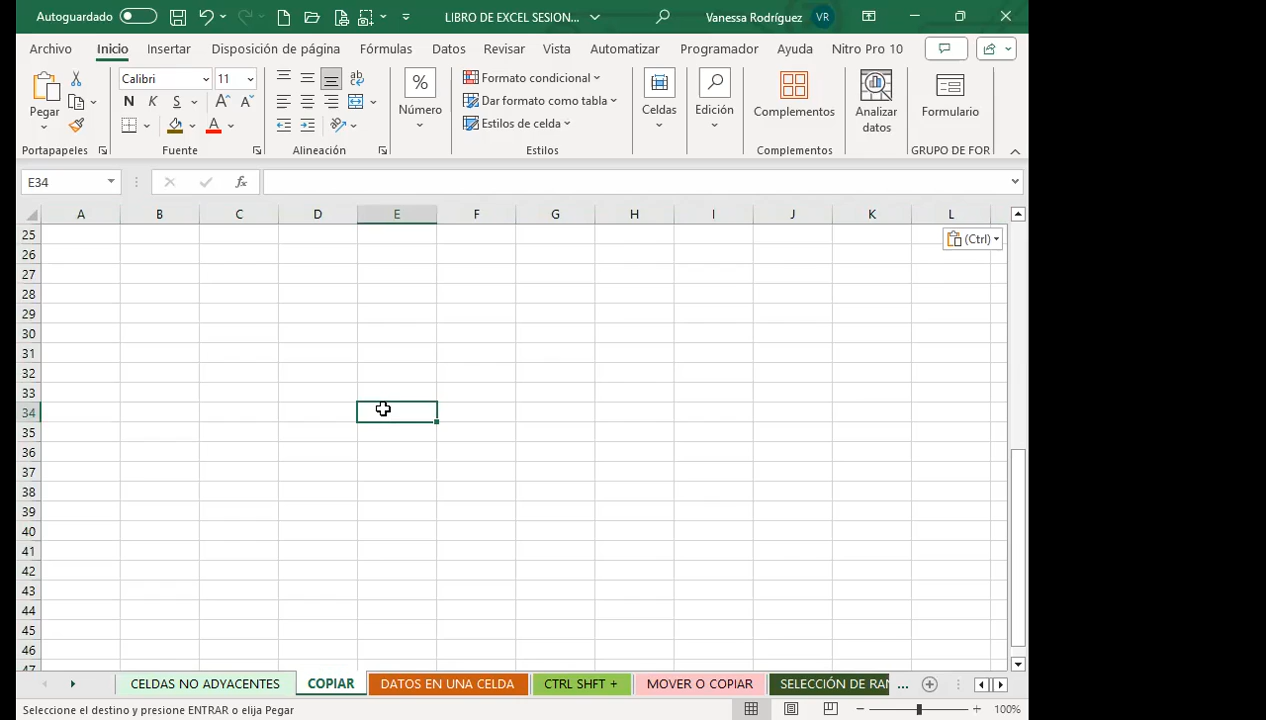 Autoguardado LIBRO DE EXCEL SESION... Vanessa Rodríguez VR
Archivo Inicio Insertar Disposición de página Fórmulas Datos Revisar Vista Automatizar Programador Ayuda Nitro Pro 10
Pegar
Portapapeles
Calibri 11
N K S
Fuente
ab
Alineación
%
Número
Formato condicional
Dar formato como tabla
Estilos de celda
Estilos
Celdas
Edición
Complementos
Complementos
Analizar
datos
Formulario
GRUPO DE FOR
E34 fx
A B C D E F G H I J K L
25
(Ctrl)
26
27
28
29
30
31
32
33
34
35
36
37
38
39
40
41
42
43
44
45
46
47
CELDAS NO ADYACENTES COPIAR DATOS EN UNA CELDA CTRL SHFT + MOVER O COPIAR SELECCIÓN DE RAN ...
Seleccione el destino y presione ENTRAR o elija Pegar 100%